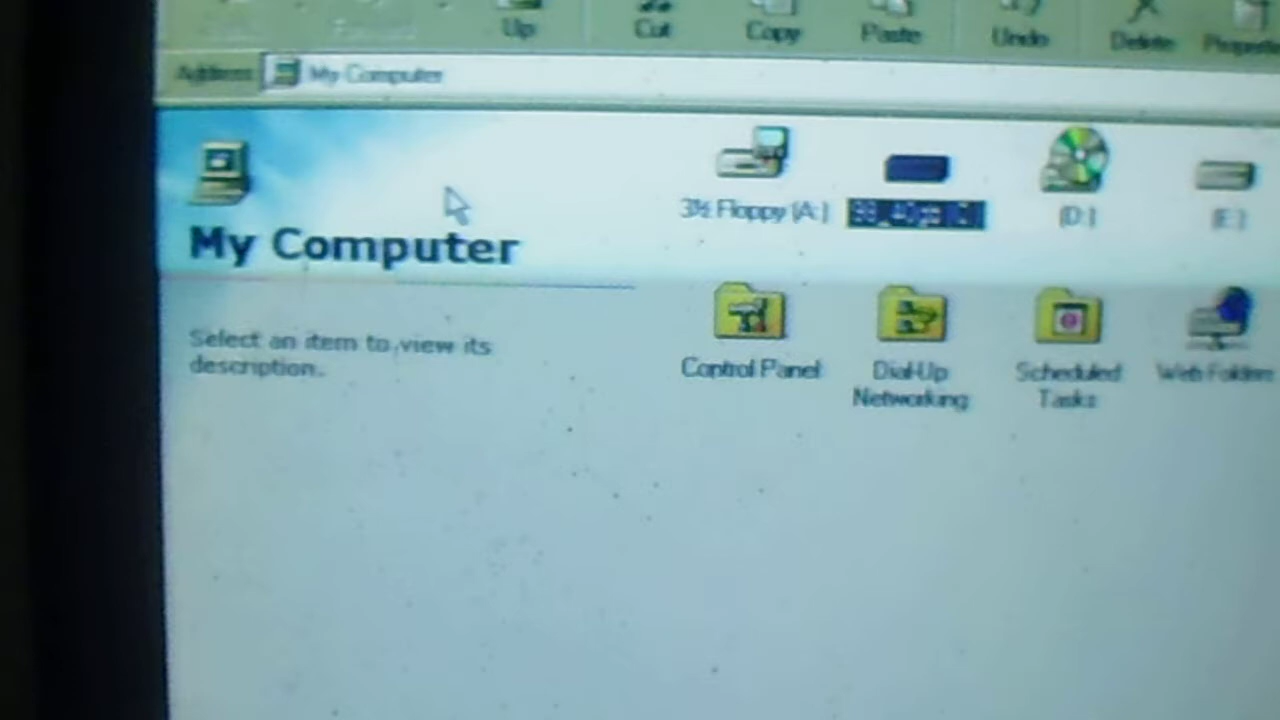 Up Cut Copy Paste Undo Delete
Address My Computer
3½ Floppy (A:) (D:) (E:)
My Computer
Select an item to view its
description.
Control Panel Dial-Up Scheduled Web Folders
Networking Tasks